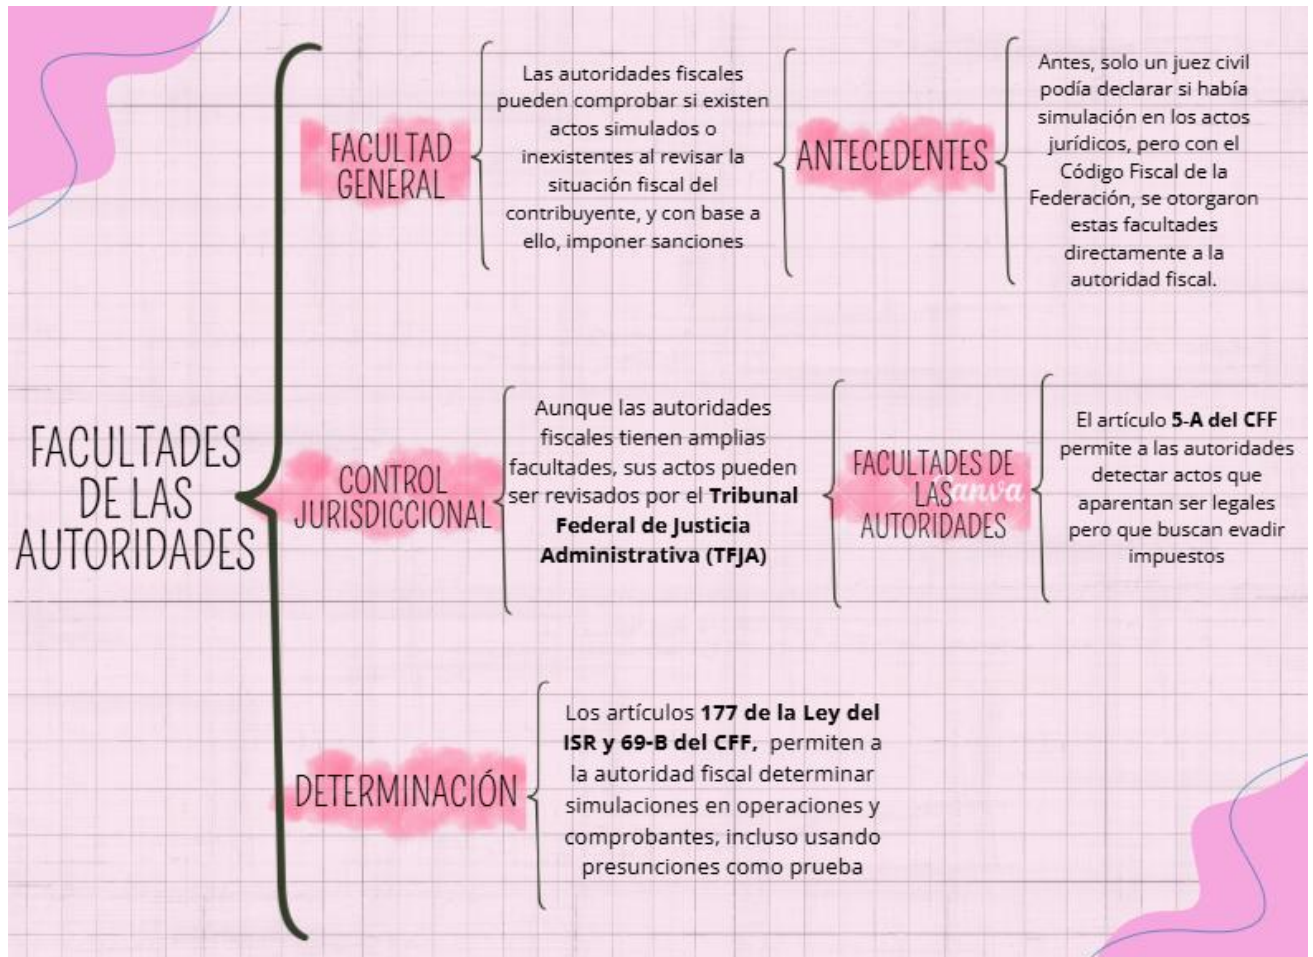 FACULTADES
DE LAS
AUTORIDADES
FACULTAD
GENERAL
Las autoridades fiscales
pueden comprobar si existen
actos simulados o
inexistentes al revisar la
situación fiscal del
contribuyente, y con base a
ello, imponer sanciones
ANTECEDENTES
Antes, solo un juez civil
podía declarar si había
simulación en los actos
jurídicos, pero con el
Código Fiscal de la
Federación, se otorgaron
estas facultades
directamente a la
autoridad fiscal.
CONTROL
JURISDICCIONAL
Aunque las autoridades
fiscales tienen amplias
facultades, sus actos pueden
ser revisados por el Tribunal
Federal de Justicia
Administrativa (TFJA)
FACULTADES DE
LAS
Canva
AUTORIDADES
El artículo 5-A del CFF
permite a las autoridades
detectar actos que
aparentan ser legales
pero que buscan evadir
impuestos
DETERMINACIÓN
Los artículos 177 de la Ley del
ISR y 69-B del CFF, permiten a
la autoridad fiscal determinar
simulaciones en operaciones y
comprobantes, incluso usando
presunciones como prueba